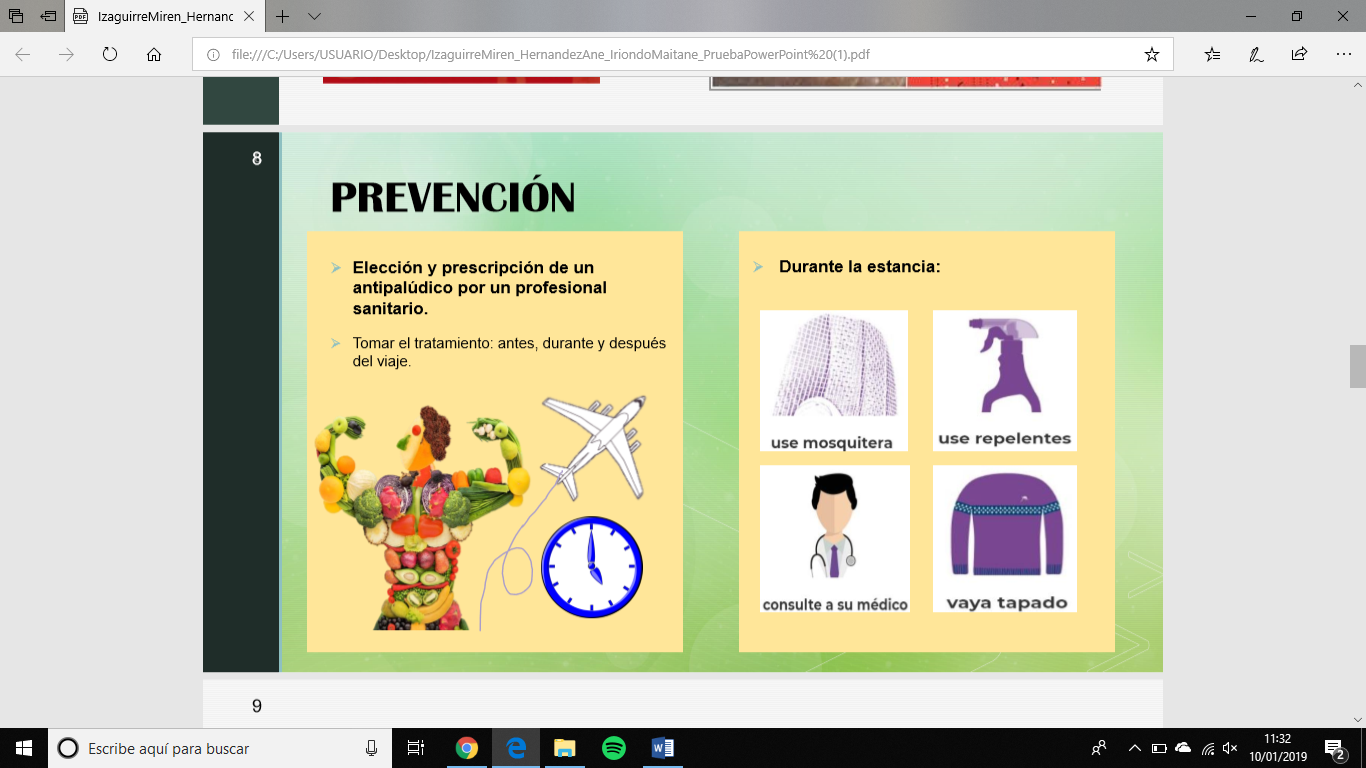 IzaguirreMiren_Hernanc
file:///C:/Users/USUARIO/Desktop/IzaguirreMiren_HernandezAne_IriondoMaitane_PruebaPowerPoint%20(1).pdf
8
PREVENCIÓN
Elección y prescripción de un
antipalúdico por un profesional
sanitario.
Tomar el tratamiento: antes, durante y después
del viaje.
Durante la estancia:
use mosquitera
use repelentes
consulte a su médico
vaya tapado
9
Escribe aquí para buscar
11:32
10/01/2019
2